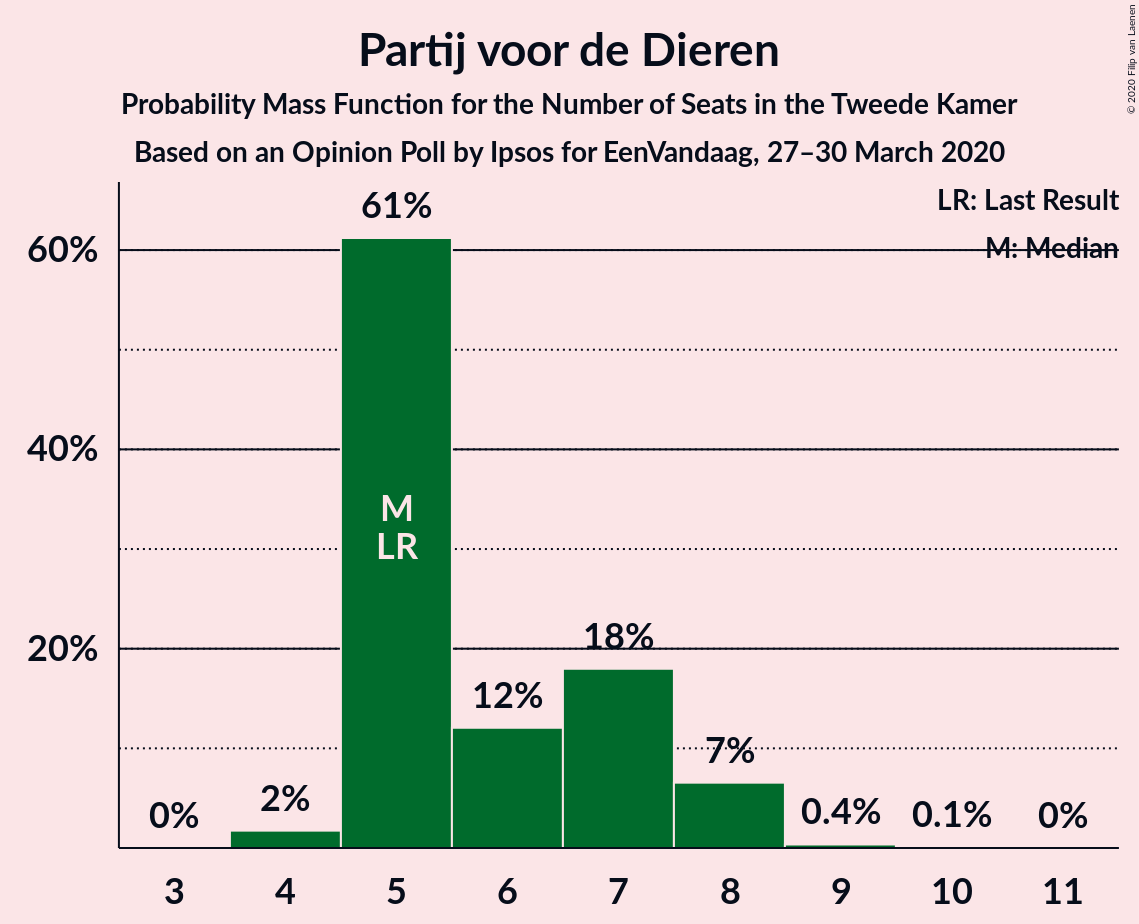 Partij voor de Dieren
Probability Mass Function for the Number of Seats in the Tweede Kamer
Based on an Opinion Poll by Ipsos for EenVandaag, 27–30 March 2020
© 2020 Filip van Laenen
LR: Last Result
M: Median
60%
40%
20%
0%
2%
61%
12%
18%
7%
0.4%
0.1%
0%
M
LR
3 4 5 6 7 8 9 10 11